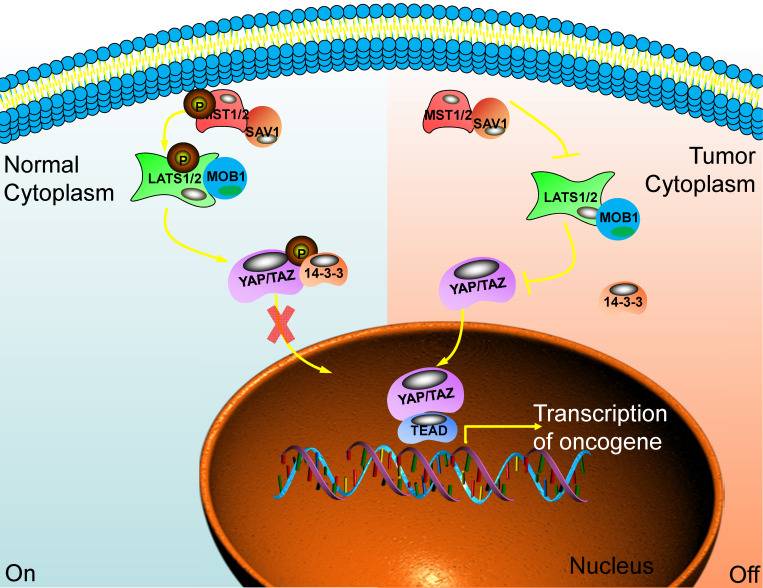 P
MST1/2
SAV1
Normal
Cytoplasm
P
LATS1/2
MOB1
P
YAP/TAZ
14-3-3
MST1/2
SAV1
Tumor
Cytoplasm
LATS1/2
MOB1
YAP/TAZ
14-3-3
YAP/TAZ
TEAD
Transcription
of oncogene
Nucleus
On
Off